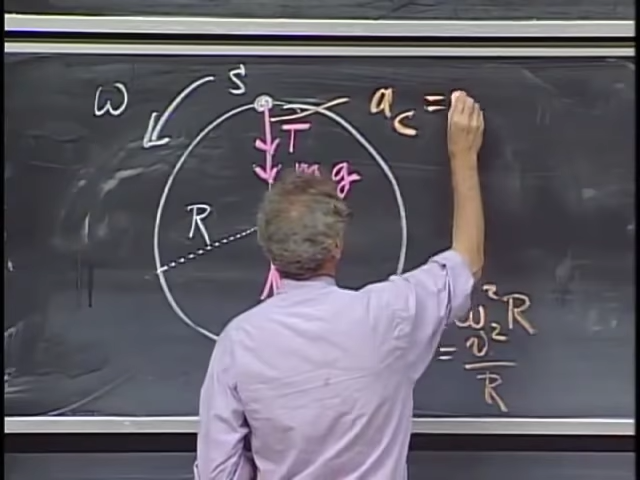 ω
S
a_c =
T
mg
R
ω²R
= v²/R